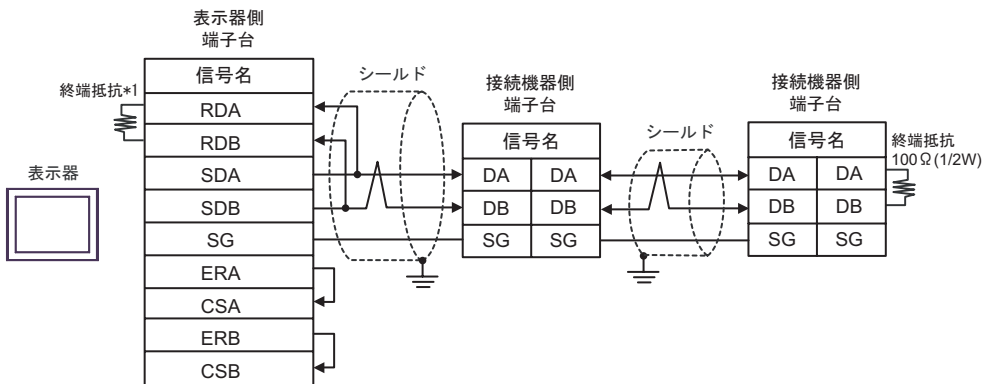 表示器側
端子台
信号名
終端抵抗*1
RDA
RDB
SDA
SDB
SG
ERA
CSA
ERB
CSB
表示器
シールド
接続機器側
端子台
信号名
DA DA
DB DB
SG SG
シールド
接続機器側
端子台
信号名
DA DA
DB DB
SG SG
終端抵抗
100Ω(1/2W)